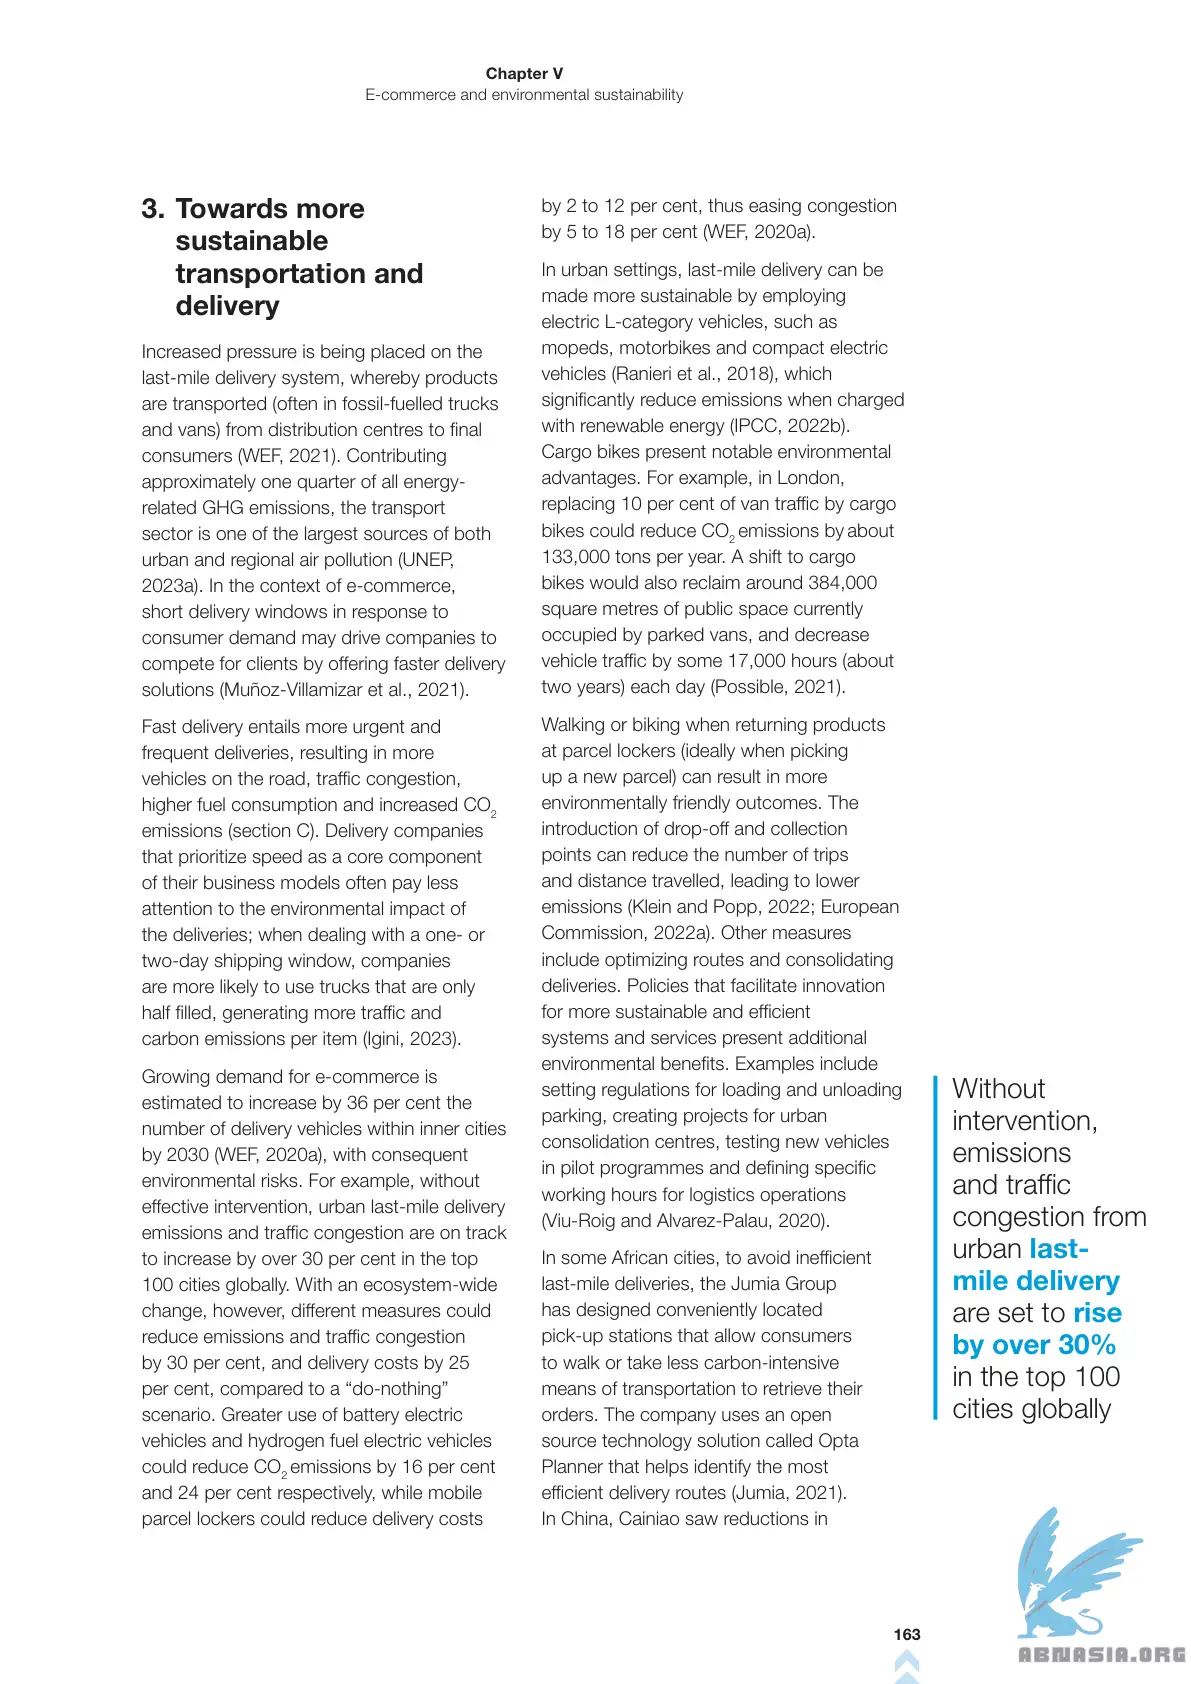 Chapter V
E-commerce and environmental sustainability
3. Towards more
sustainable
transportation and
delivery
Increased pressure is being placed on the
last-mile delivery system, whereby products
are transported (often in fossil-fuelled trucks
and vans) from distribution centres to final
consumers (WEF, 2021). Contributing
approximately one quarter of all energy-
related GHG emissions, the transport
sector is one of the largest sources of both
urban and regional air pollution (UNEP,
2023a). In the context of e-commerce,
short delivery windows in response to
consumer demand may drive companies to
compete for clients by offering faster delivery
solutions (Muñoz-Villamizar et al., 2021).
Fast delivery entails more urgent and
frequent deliveries, resulting in more
vehicles on the road, traffic congestion,
higher fuel consumption and increased CO2
emissions (section C). Delivery companies
that prioritize speed as a core component
of their business models often pay less
attention to the environmental impact of
the deliveries; when dealing with a one- or
two-day shipping window, companies
are more likely to use trucks that are only
half filled, generating more traffic and
carbon emissions per item (Igini, 2023).
Growing demand for e-commerce is
estimated to increase by 36 per cent the
number of delivery vehicles within inner cities
by 2030 (WEF, 2020a), with consequent
environmental risks. For example, without
effective intervention, urban last-mile delivery
emissions and traffic congestion are on track
to increase by over 30 per cent in the top
100 cities globally. With an ecosystem-wide
change, however, different measures could
reduce emissions and traffic congestion
by 30 per cent, and delivery costs by 25
per cent, compared to a “do-nothing”
scenario. Greater use of battery electric
vehicles and hydrogen fuel electric vehicles
could reduce CO2 emissions by 16 per cent
and 24 per cent respectively, while mobile
parcel lockers could reduce delivery costs
by 2 to 12 per cent, thus easing congestion
by 5 to 18 per cent (WEF, 2020a).
In urban settings, last-mile delivery can be
made more sustainable by employing
electric L-category vehicles, such as
mopeds, motorbikes and compact electric
vehicles (Ranieri et al., 2018), which
significantly reduce emissions when charged
with renewable energy (IPCC, 2022b).
Cargo bikes present notable environmental
advantages. For example, in London,
replacing 10 per cent of van traffic by cargo
bikes could reduce CO2 emissions by about
133,000 tons per year. A shift to cargo
bikes would also reclaim around 384,000
square metres of public space currently
occupied by parked vans, and decrease
vehicle traffic by some 17,000 hours (about
two years) each day (Possible, 2021).
Walking or biking when returning products
at parcel lockers (ideally when picking
up a new parcel) can result in more
environmentally friendly outcomes. The
introduction of drop-off and collection
points can reduce the number of trips
and distance travelled, leading to lower
emissions (Klein and Popp, 2022; European
Commission, 2022a). Other measures
include optimizing routes and consolidating
deliveries. Policies that facilitate innovation
for more sustainable and efficient
systems and services present additional
environmental benefits. Examples include
setting regulations for loading and unloading
parking, creating projects for urban
consolidation centres, testing new vehicles
in pilot programmes and defining specific
working hours for logistics operations
(Viu-Roig and Alvarez-Palau, 2020).
In some African cities, to avoid inefficient
last-mile deliveries, the Jumia Group
has designed conveniently located
pick-up stations that allow consumers
to walk or take less carbon-intensive
means of transportation to retrieve their
orders. The company uses an open
source technology solution called Opta
Planner that helps identify the most
efficient delivery routes (Jumia, 2021).
In China, Cainiao saw reductions in
Without
intervention,
emissions
and traffic
congestion from
urban last-
mile delivery
are set to rise
by over 30%
in the top 100
cities globally
163
ABNASIA.ORG